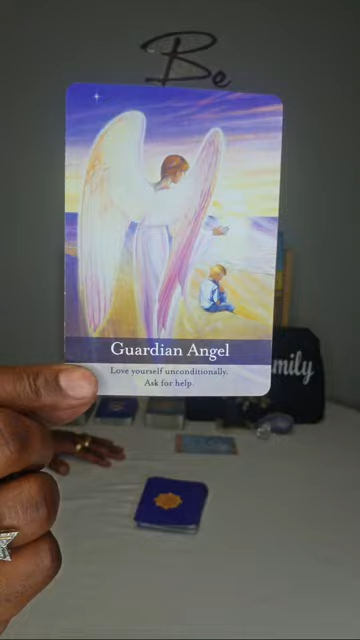 Be
Guardian Angel
Love yourself unconditionally.
Ask for help.
mily